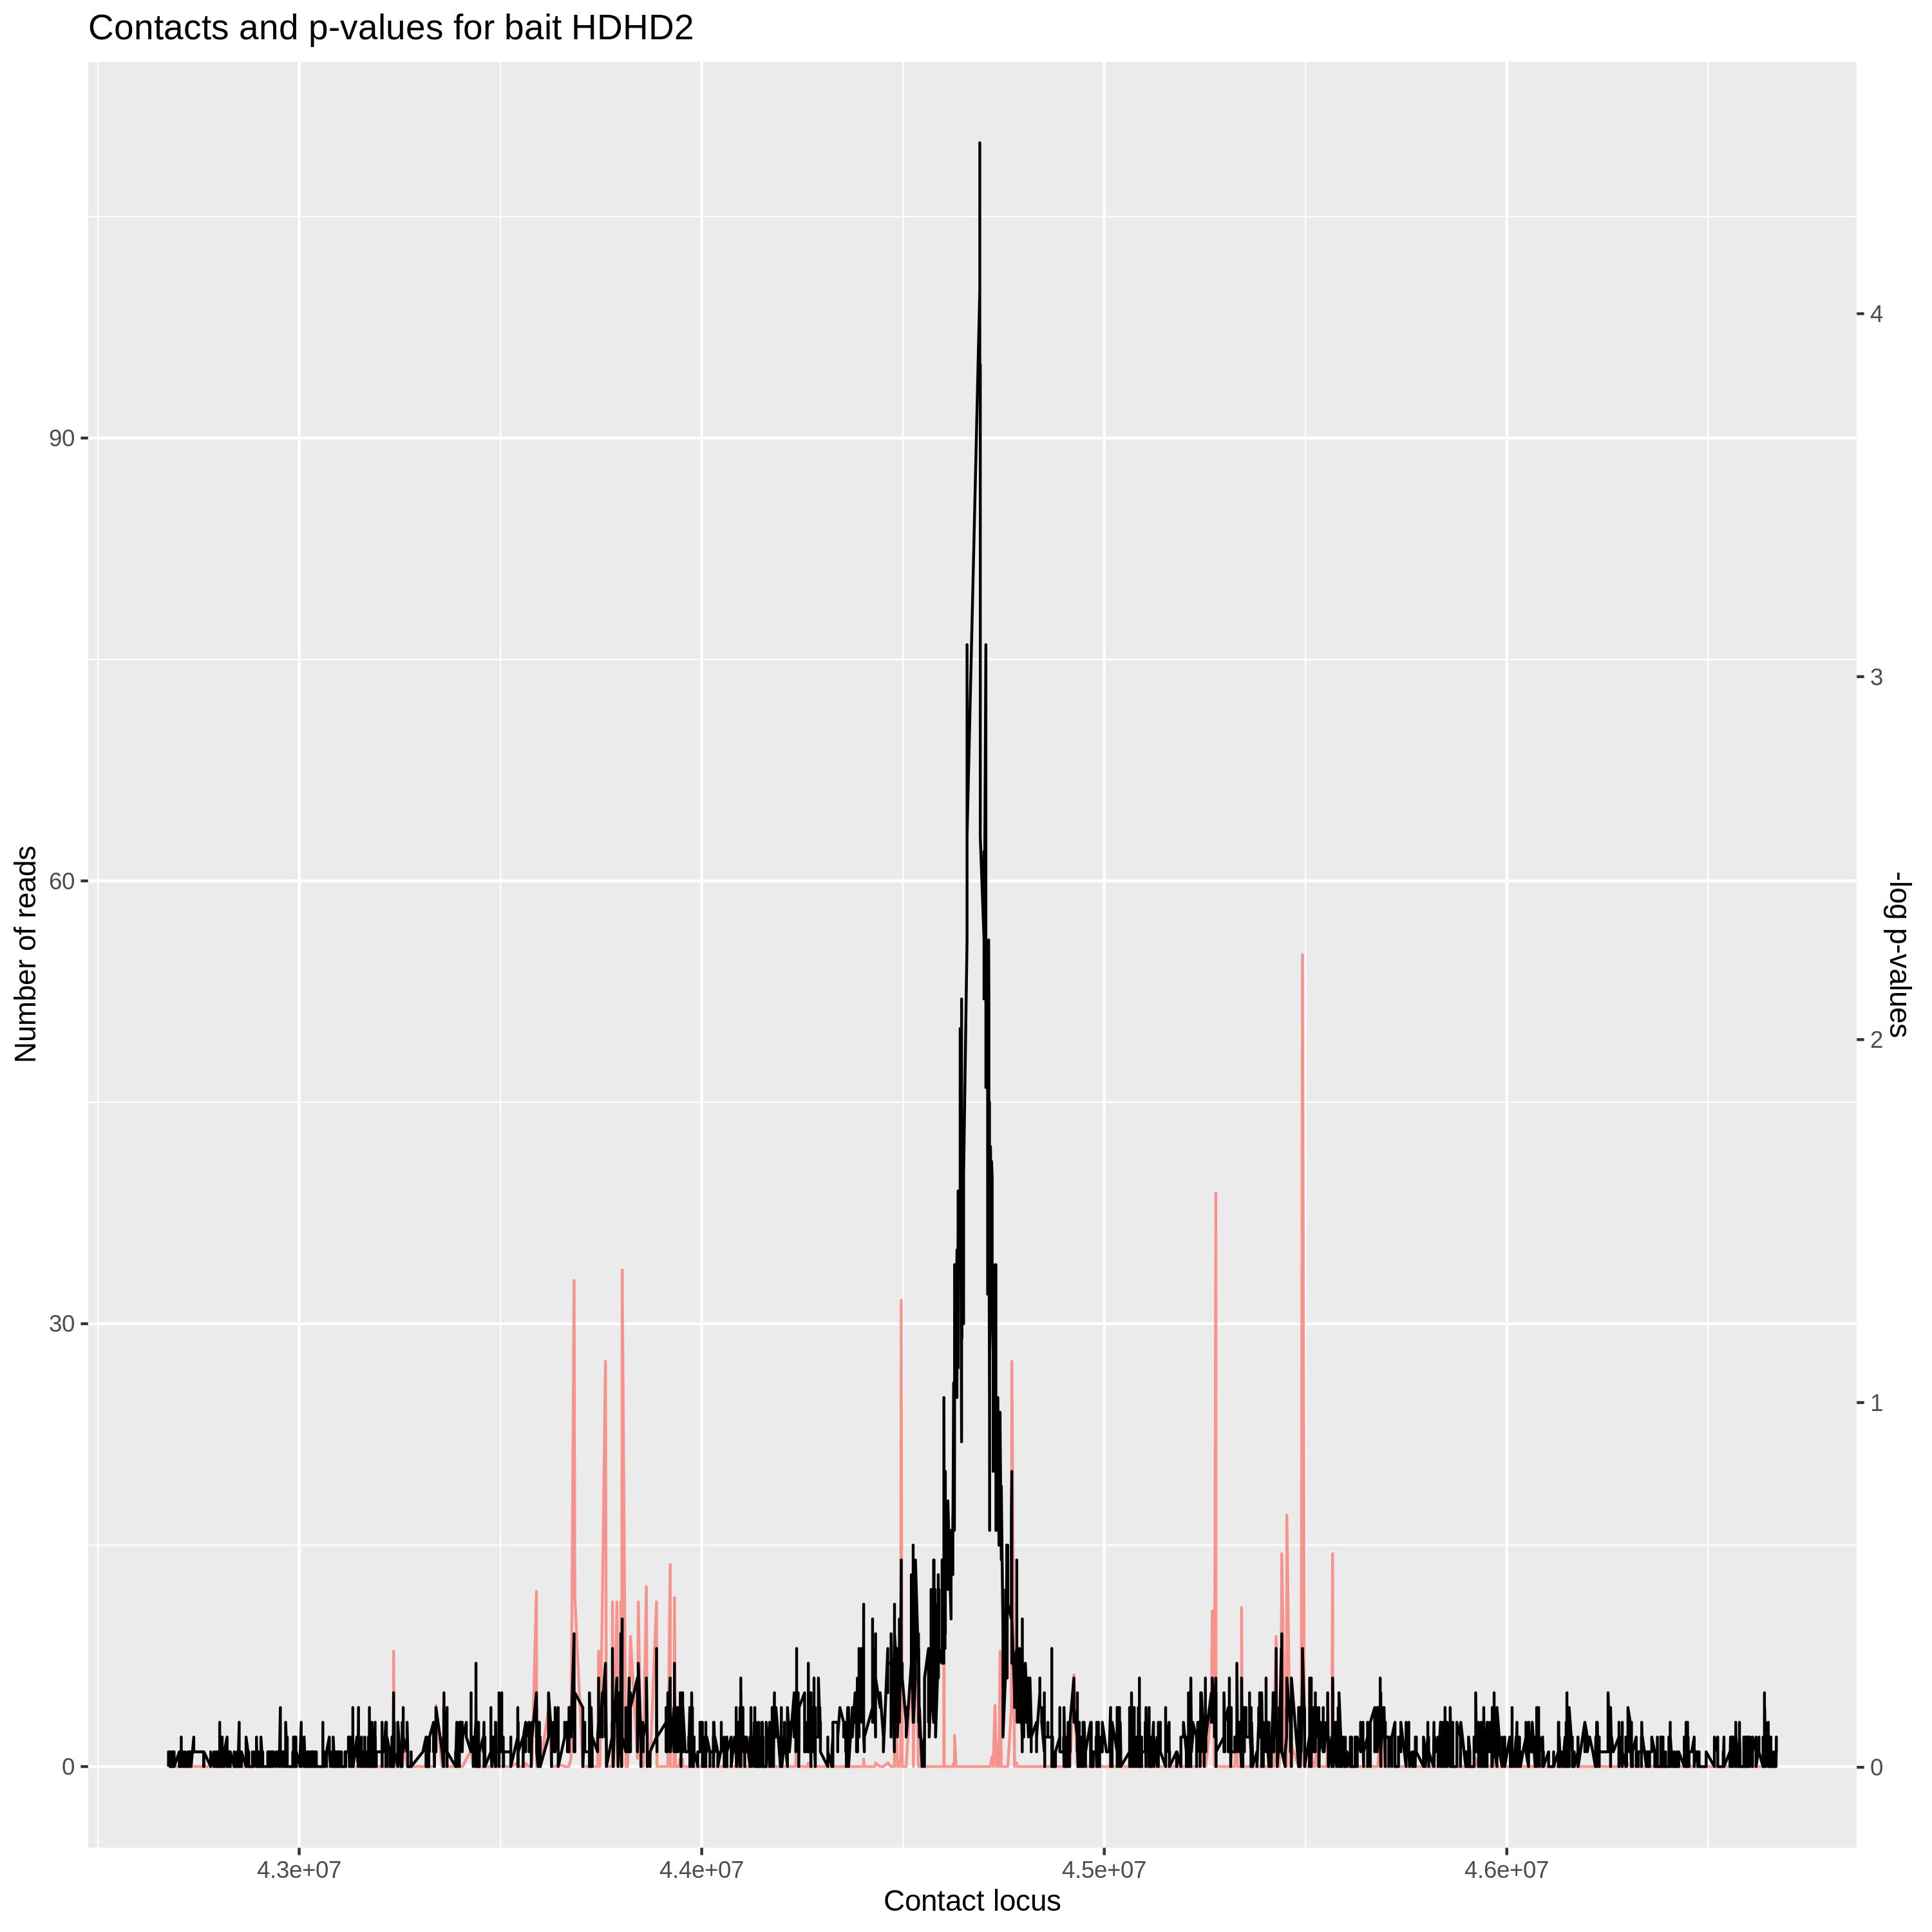 Contacts and p-values for bait HDHD2
Number of reads
90
60
30
0
4
3
2
1
0
-log p-values
4.3e+07
4.4e+07
4.5e+07
4.6e+07
Contact locus